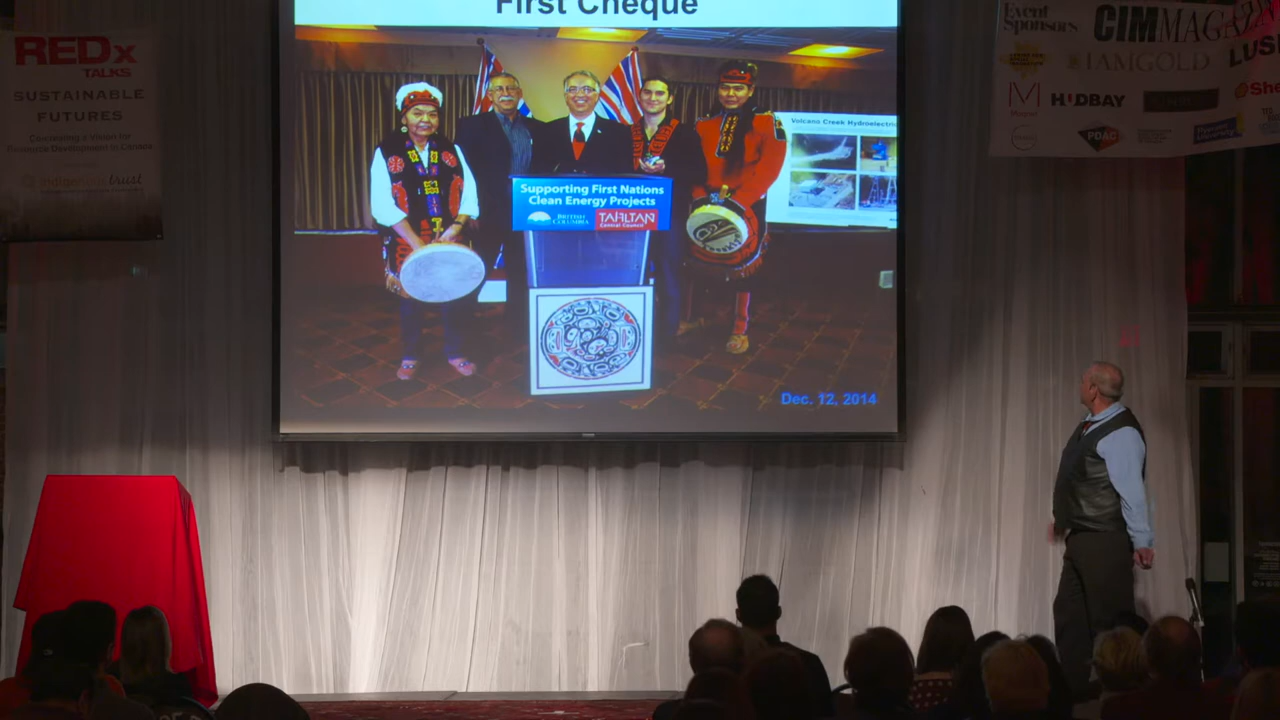 First Cheque
REDx
TALKS
SUSTAINABLE
FUTURES
Supporting First Nations
Clean Energy Projects
BRITISH
COLUMBIA
TAHLTAN
Central Council
Volcano Creek Hydroelectric
Dec. 12, 2014
Event
Sponsors
CIM MAGAZINE
IAMGOLD
HUDBAY
PDAC